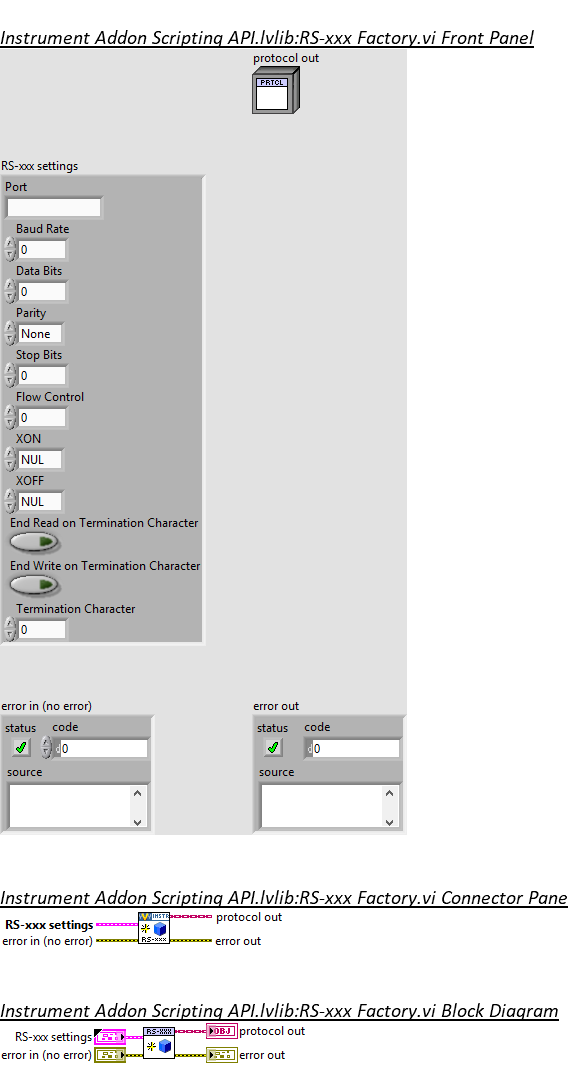 Instrument Addon Scripting API.lvlib:RS-xxx Factory.vi Front Panel
protocol out
PRTCL
RS-xxx settings
Port
Baud Rate
0
Data Bits
0
Parity
None
Stop Bits
0
Flow Control
0
XON
NUL
XOFF
NUL
End Read on Termination Character
End Write on Termination Character
Termination Character
0
error in (no error)
status code
d0
source
error out
status code
d0
source
Instrument Addon Scripting API.lvlib:RS-xxx Factory.vi Connector Pane
RS-xxx settings INSTR protocol out
error in (no error) RS-xxx error out
Instrument Addon Scripting API.lvlib:RS-xxx Factory.vi Block Diagram
RS-xxx settings RS-XXX OBJ protocol out
error in (no error) error out